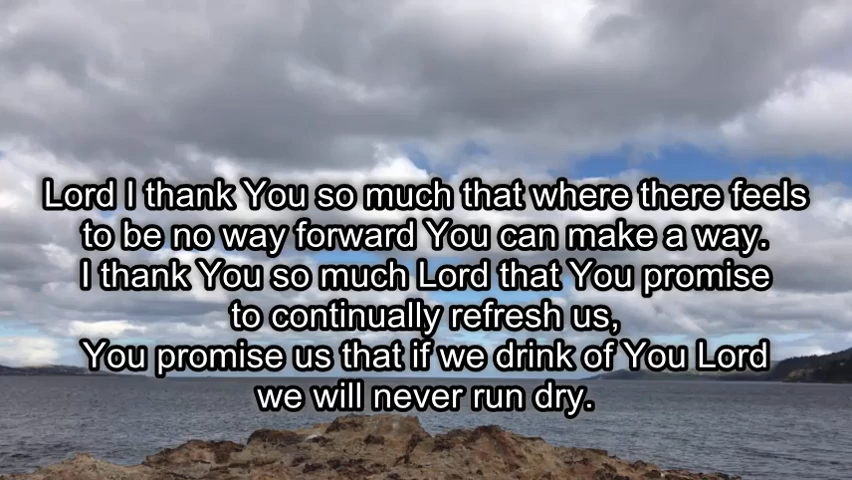 Lord I thank You so much that where there feels
to be no way forward You can make a way.
I thank You so much Lord that You promise
to continually refresh us,
You promise us that if we drink of You Lord
we will never run dry.